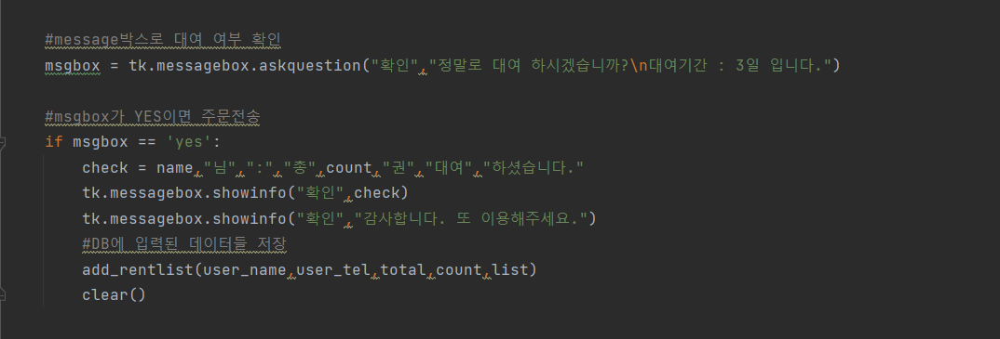 #message박스로 대여 여부 확인
msgbox = tk.messagebox.askquestion("확인","정말로 대여 하시겠습니까?\n대여기간 : 3일 입니다.")
#msgbox가 YES이면 주문전송
if msgbox == 'yes':
check = name,"님",":","총",count,"권","대여","하셨습니다."
tk.messagebox.showinfo("확인",check)
tk.messagebox.showinfo("확인","감사합니다. 또 이용해주세요.")
#DB에 입력된 데이터들 저장
add_rentlist(user_name,user_tel,total,count,list)
clear()